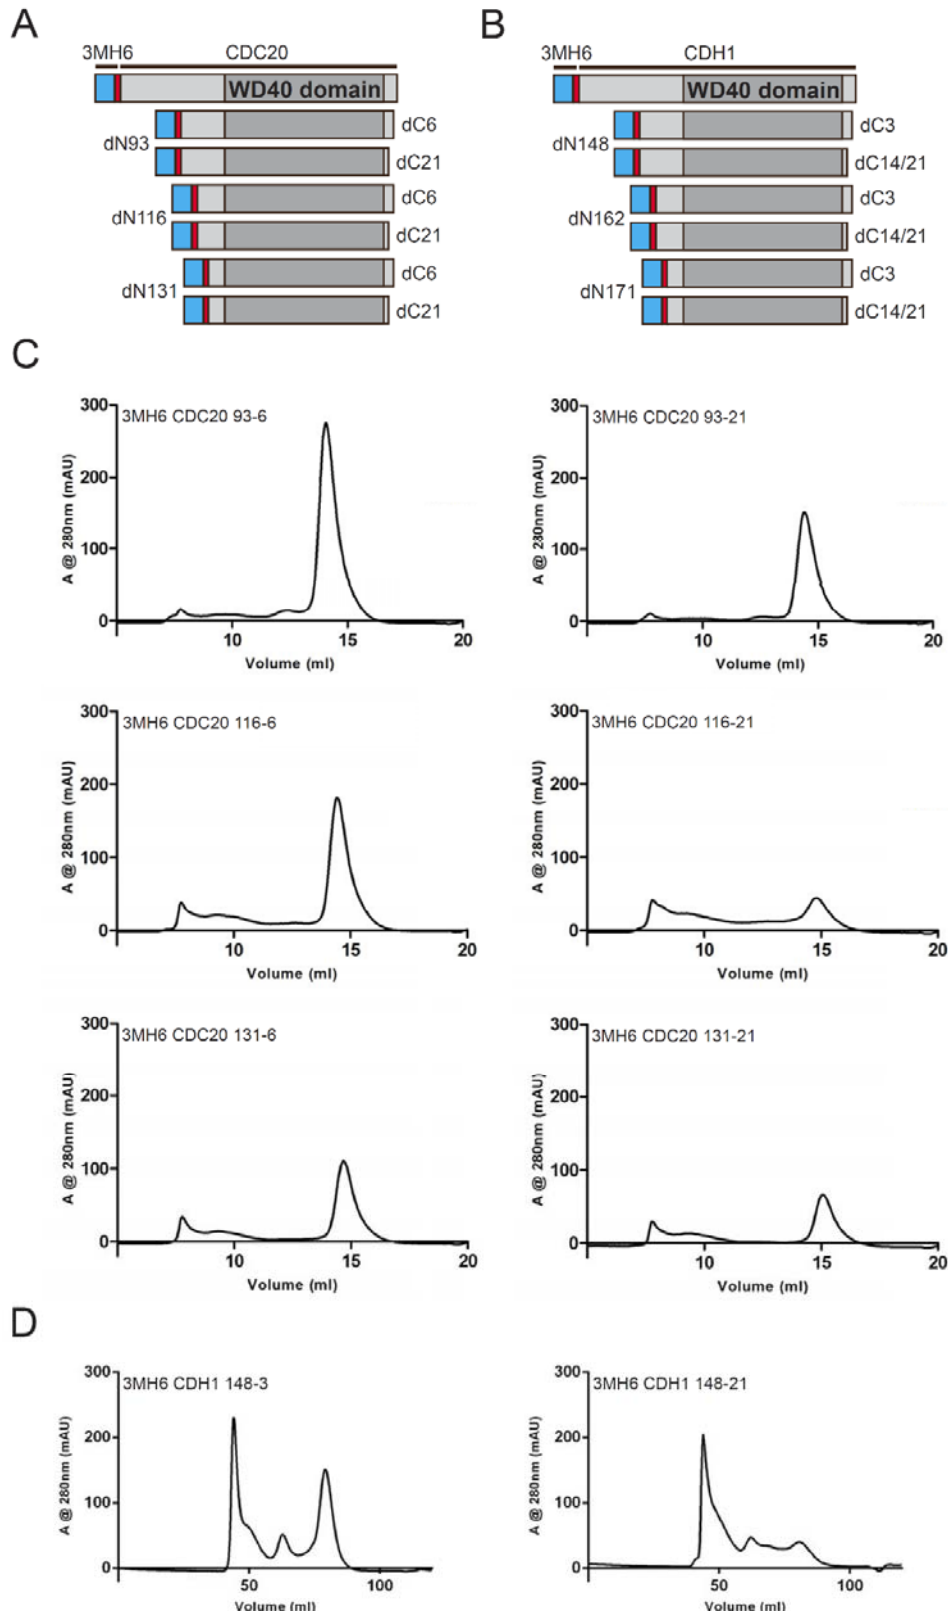 A
3MH6 CDC20
WD40 domain
dN93
dC6
dC21
dN116
dC6
dC21
dN131
dC6
dC21
B
3MH6 CDH1
WD40 domain
dN148
dC3
dC14/21
dN162
dC3
dC14/21
dN171
dC3
dC14/21
C
3MH6 CDC20 93-6
A @ 280nm (mAU)
300
200
100
0
10 15 20
Volume (ml)
3MH6 CDC20 93-21
A @ 280nm (mAU)
300
200
100
0
10 15 20
Volume (ml)
3MH6 CDC20 116-6
A @ 280nm (mAU)
300
200
100
0
10 15 20
Volume (ml)
3MH6 CDC20 116-21
A @ 280nm (mAU)
300
200
100
0
10 15 20
Volume (ml)
3MH6 CDC20 131-6
A @ 280nm (mAU)
300
200
100
0
10 15 20
Volume (ml)
3MH6 CDC20 131-21
A @ 280nm (mAU)
300
200
100
0
10 15 20
Volume (ml)
D
3MH6 CDH1 148-3
A @ 280nm (mAU)
300
200
100
0
50 100
Volume (ml)
3MH6 CDH1 148-21
A @ 280nm (mAU)
300
200
100
0
50 100
Volume (ml)